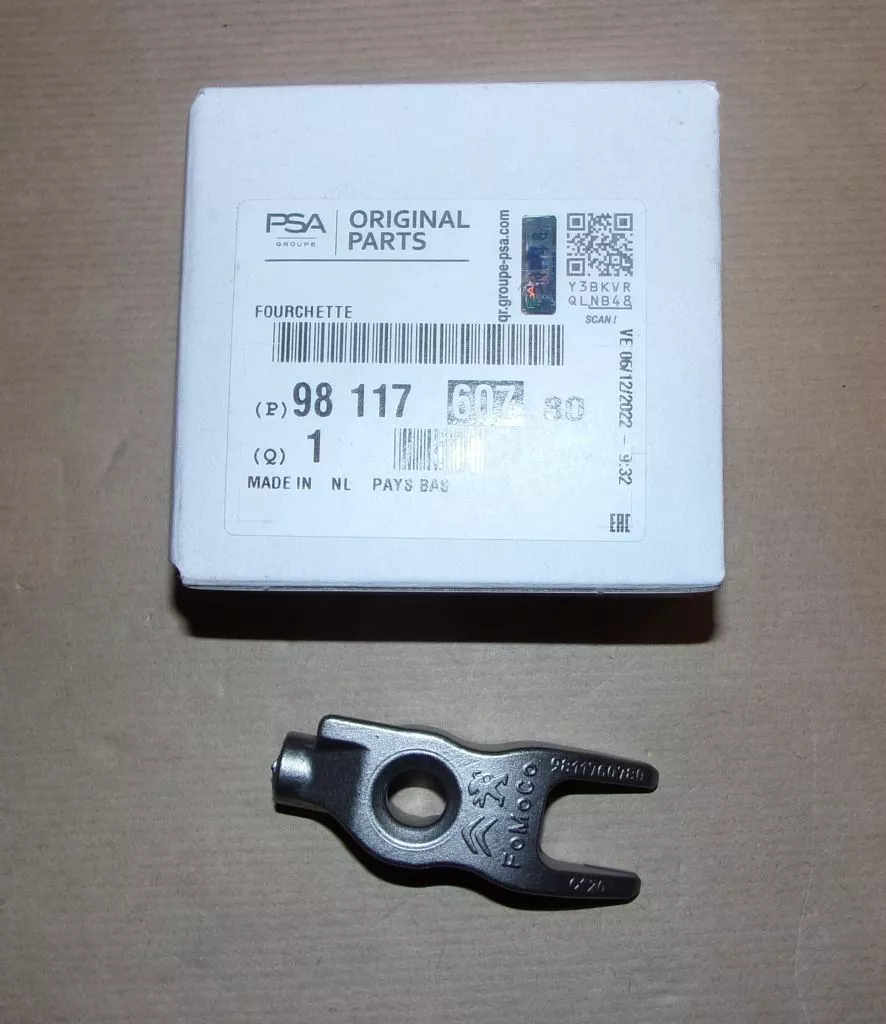 PSA
GROUPE
ORIGINAL
PARTS
qr.groupe-psa.com
Y3BKVR
QLNB48
SCAN !
FOURCHETTE
(P) 98 117 607 80
(Q) 1
MADE IN NL PAYS BAS
VE 06/12/2022 - 9:32
EAC
9811760780
FoMoCo